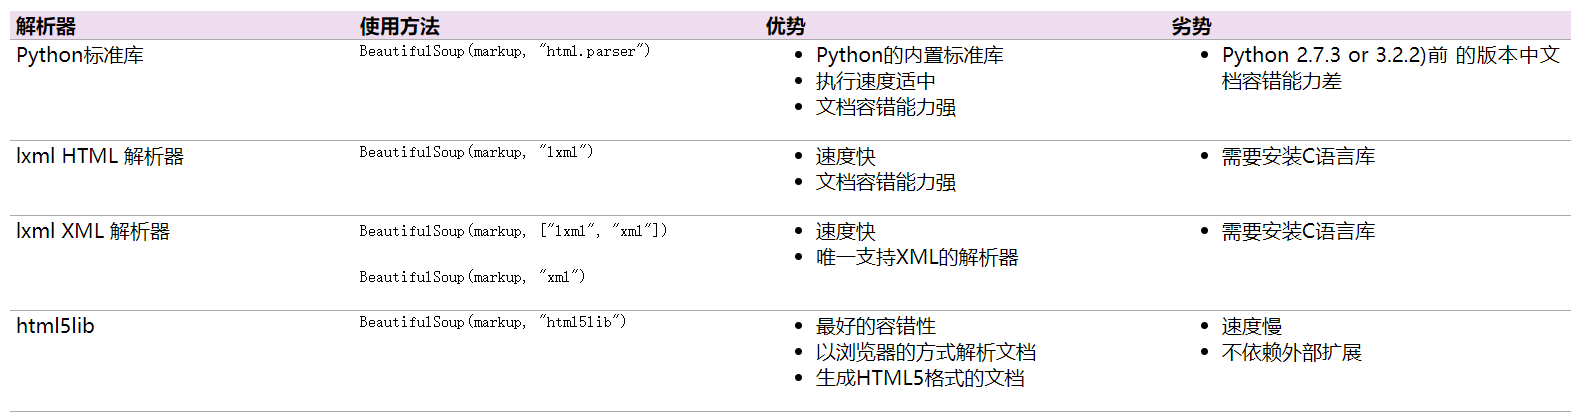 解析器 使用方法 优势 劣势
Python标准库 BeautifulSoup(markup, "html.parser")
• Python的内置标准库
• 执行速度适中
• 文档容错能力强
• Python 2.7.3 or 3.2.2)前 的版本中文
档容错能力差
lxml HTML 解析器 BeautifulSoup(markup, "lxml")
• 速度快
• 文档容错能力强
• 需要安装C语言库
lxml XML 解析器 BeautifulSoup(markup, ["lxml", "xml"])
BeautifulSoup(markup, "xml")
• 速度快
• 唯一支持XML的解析器
• 需要安装C语言库
html5lib BeautifulSoup(markup, "html5lib")
• 最好的容错性
• 以浏览器的方式解析文档
• 生成HTML5格式的文档
• 速度慢
• 不依赖外部扩展